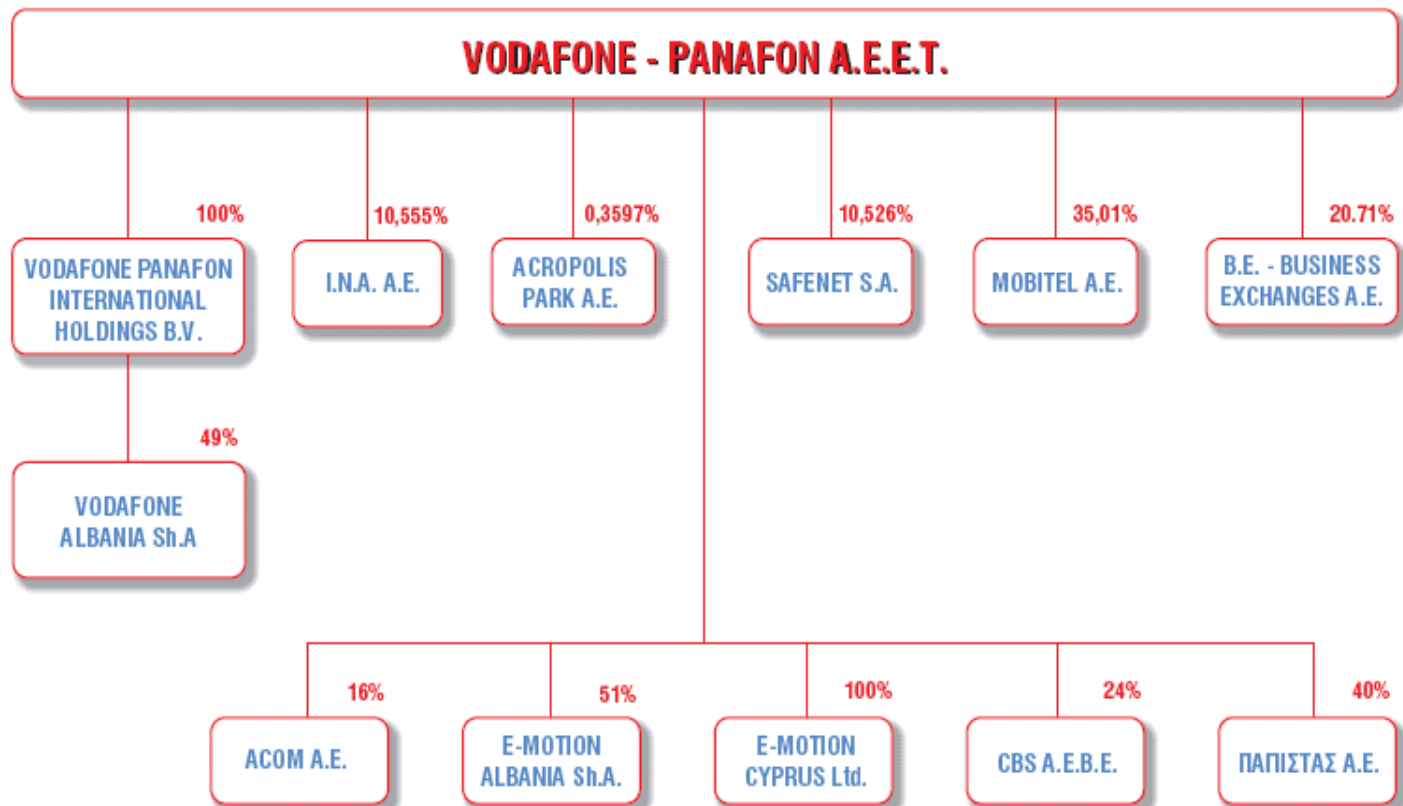 VODAFONE - PANAFON A.E.E.T.
100%
10,555%
0,3597%
10,526%
35,01%
20.71%
VODAFONE PANAFON
INTERNATIONAL
HOLDINGS B.V.
I.N.A. A.E.
ACROPOLIS
PARK A.E.
SAFENET S.A.
MOBITEL A.E.
B.E. - BUSINESS
EXCHANGES A.E.
49%
VODAFONE
ALBANIA Sh.A
16%
51%
100%
24%
40%
ACOM A.E.
E-MOTION
ALBANIA Sh.A.
E-MOTION
CYPRUS Ltd.
CBS A.E.B.E.
ΠΑΠΙΣΤΑΣ Α.Ε.